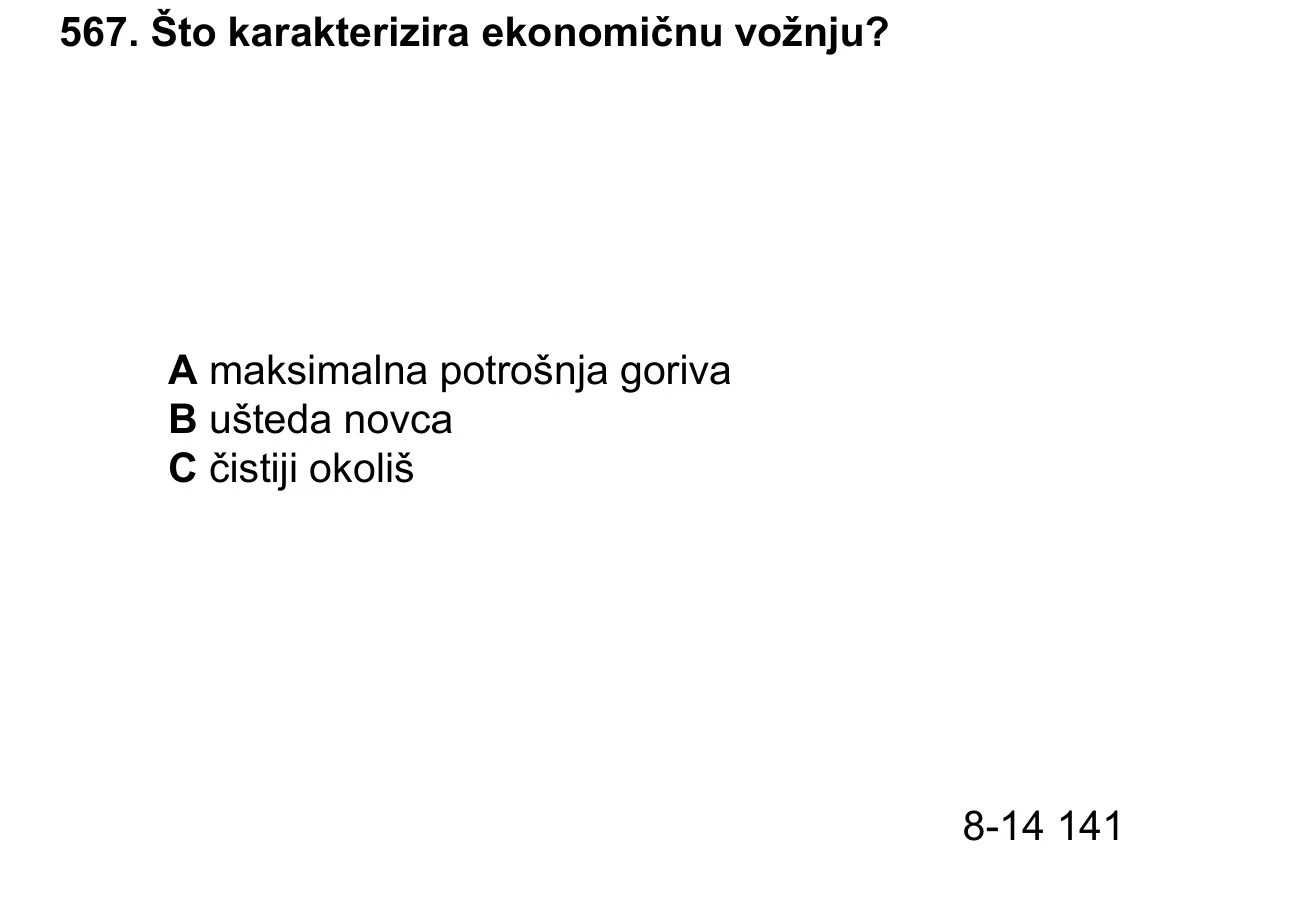 567. Što karakterizira ekonomičnu vožnju?
A maksimalna potrošnja goriva
B ušteda novca
C čistiji okoliš
8-14 141